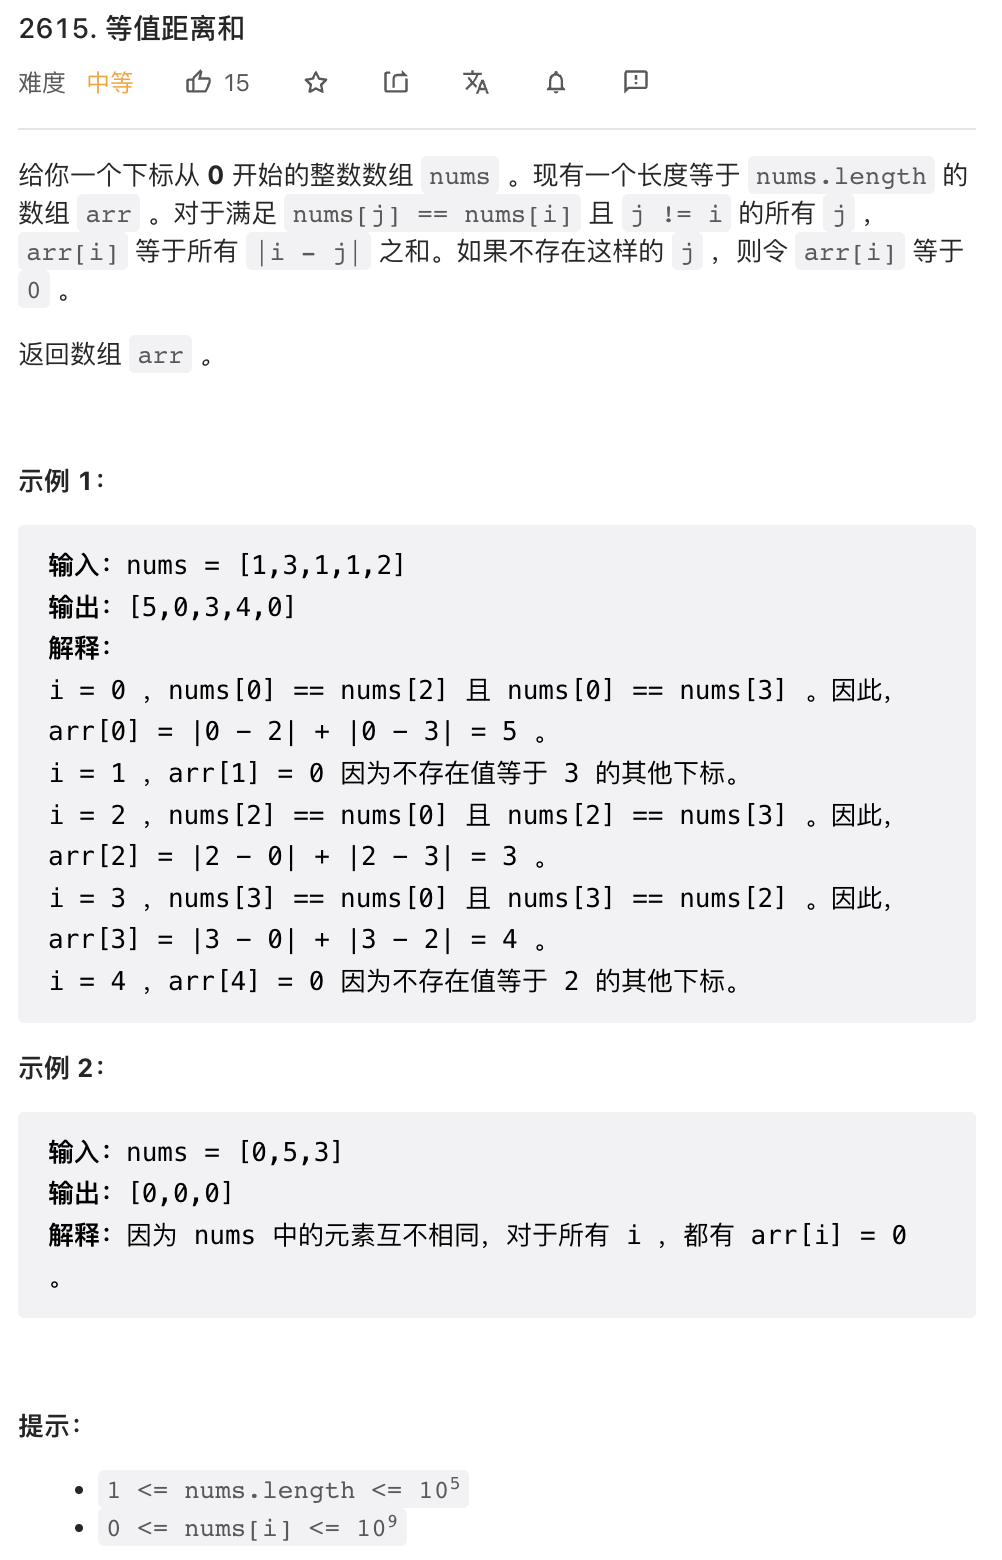 2615. 等值距离和
难度 中等 15
给你一个下标从 0 开始的整数数组 nums 。现有一个长度等于 nums.length 的
数组 arr 。对于满足 nums[j] == nums[i] 且 j != i 的所有 j ，
arr[i] 等于所有 |i - j| 之和。如果不存在这样的 j ，则令 arr[i] 等于
0 。
返回数组 arr 。
示例 1：
输入：nums = [1,3,1,1,2]
输出：[5,0,3,4,0]
解释：
i = 0 ，nums[0] == nums[2] 且 nums[0] == nums[3] 。因此，
arr[0] = |0 - 2| + |0 - 3| = 5 。
i = 1 ，arr[1] = 0 因为不存在值等于 3 的其他下标。
i = 2 ，nums[2] == nums[0] 且 nums[2] == nums[3] 。因此，
arr[2] = |2 - 0| + |2 - 3| = 3 。
i = 3 ，nums[3] == nums[0] 且 nums[3] == nums[2] 。因此，
arr[3] = |3 - 0| + |3 - 2| = 4 。
i = 4 ，arr[4] = 0 因为不存在值等于 2 的其他下标。
示例 2：
输入：nums = [0,5,3]
输出：[0,0,0]
解释：因为 nums 中的元素互不相同，对于所有 i ，都有 arr[i] = 0
。
提示：
• 1 <= nums.length <= 10⁵
• 0 <= nums[i] <= 10⁹